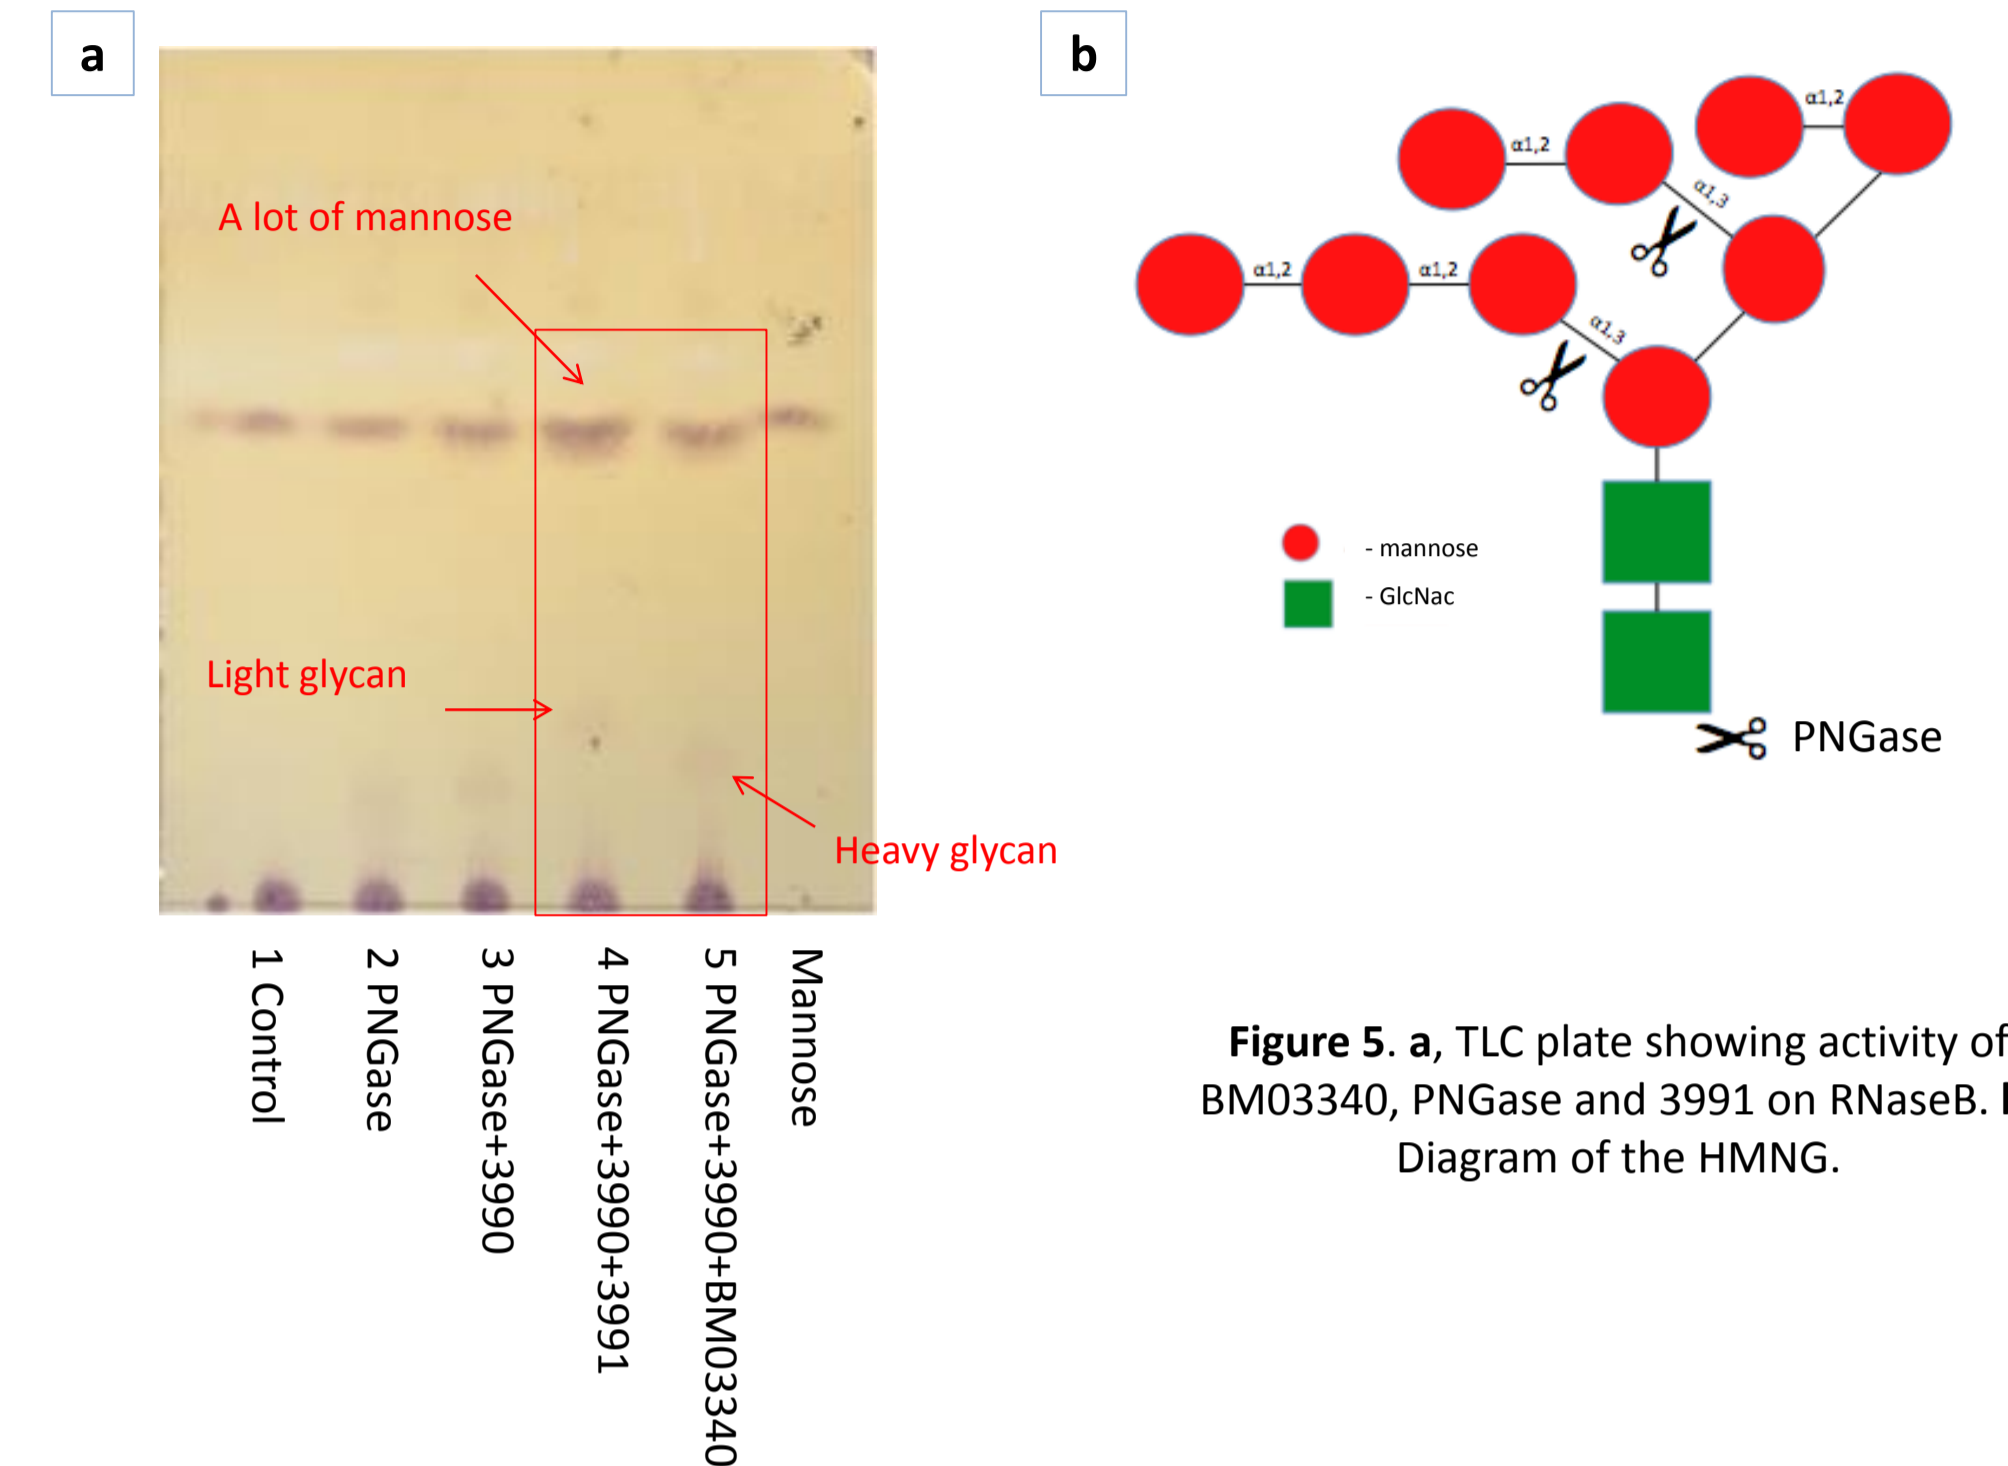 a
A lot of mannose
Light glycan
Heavy glycan
1 Control
2 PNGase
3 PNGase+3990
4 PNGase+3990+3991
5 PNGase+3990+BM03340
Mannose
b
α1,2
α1,2
α1,3
α1,2
α1,2
α1,3
- mannose
- GlcNac
PNGase
Figure 5. a, TLC plate showing activity of
BM03340, PNGase and 3991 on RNaseB.
Diagram of the HMNG.